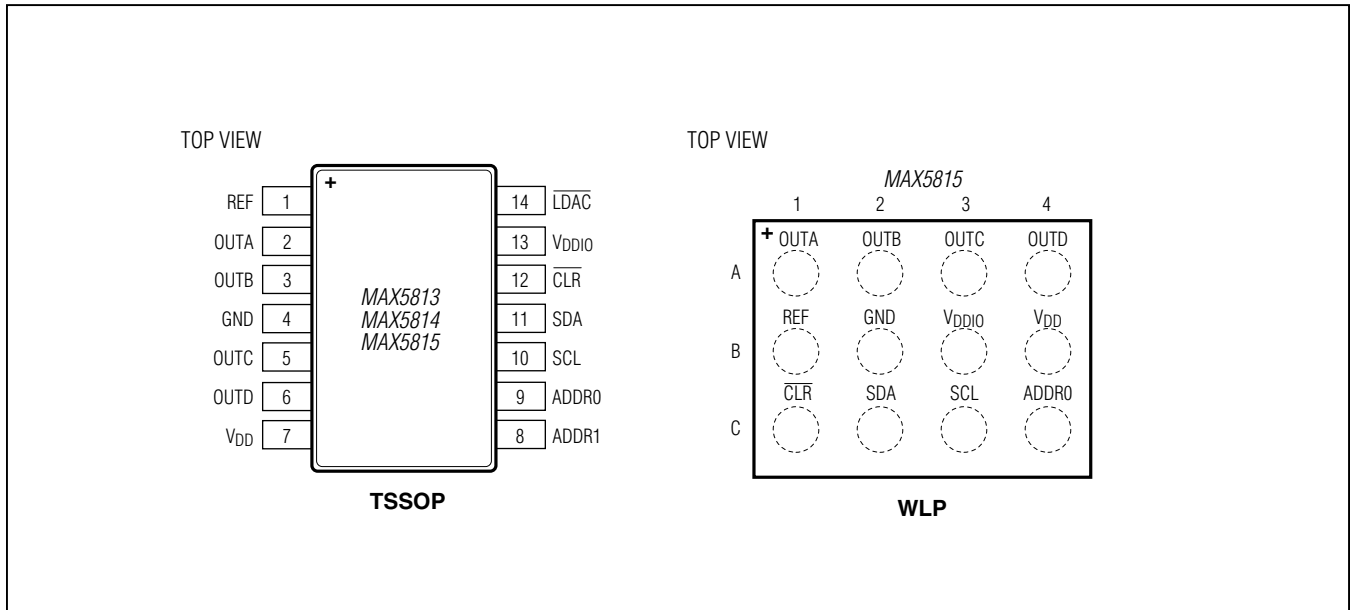 TOP VIEW
+
REF 1
OUTA 2
OUTB 3
GND 4
OUTC 5
OUTD 6
VDD 7
MAX5813
MAX5814
MAX5815
14 LDAC
13 VDDIO
12 CLR
11 SDA
10 SCL
9 ADDR0
8 ADDR1
TSSOP
TOP VIEW
MAX5815
1 2 3 4
+ OUTA OUTB OUTC OUTD
A
REF GND VDDIO VDD
B
CLR SDA SCL ADDR0
C
WLP